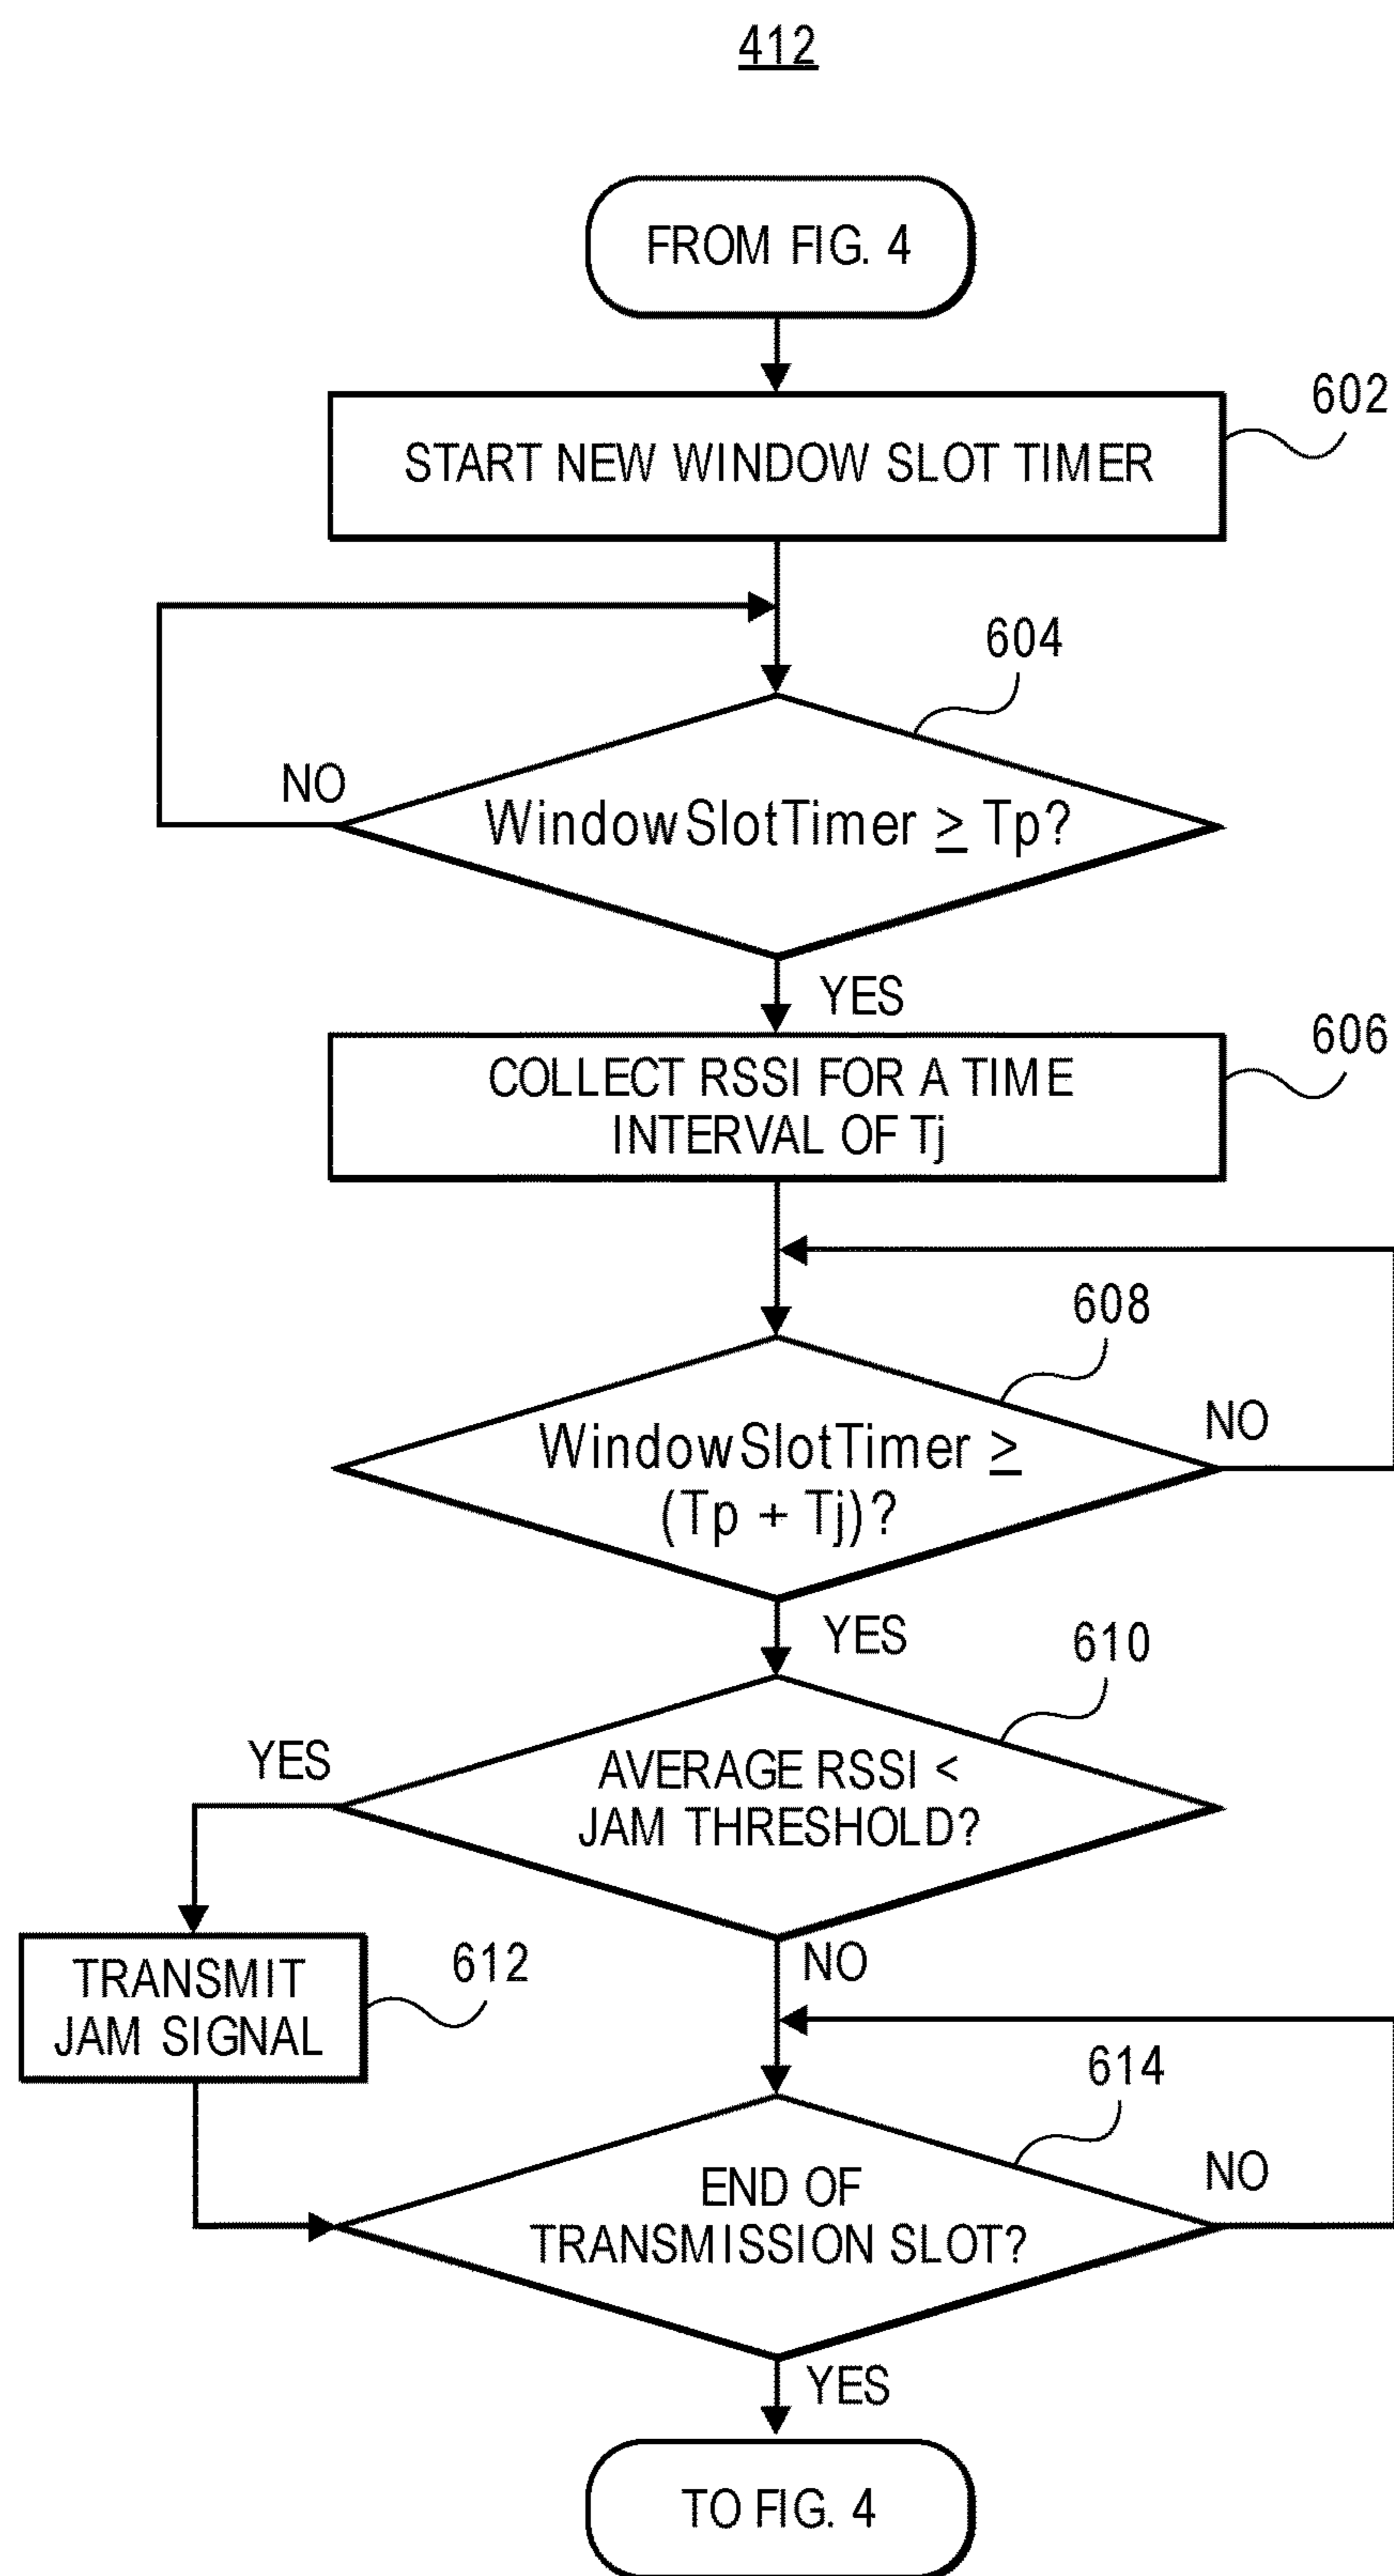 412
FROM FIG. 4
602
START NEW WINDOW SLOT TIMER
604
NO
WindowSlotTimer ≥ Tp?
YES
606
COLLECT RSSI FOR A TIME
INTERVAL OF Tj
608
NO
WindowSlotTimer ≥
(Tp + Tj)?
YES
610
YES
AVERAGE RSSI <
JAM THRESHOLD?
612
TRANSMIT
JAM SIGNAL
NO
614
NO
END OF
TRANSMISSION SLOT?
YES
TO FIG. 4